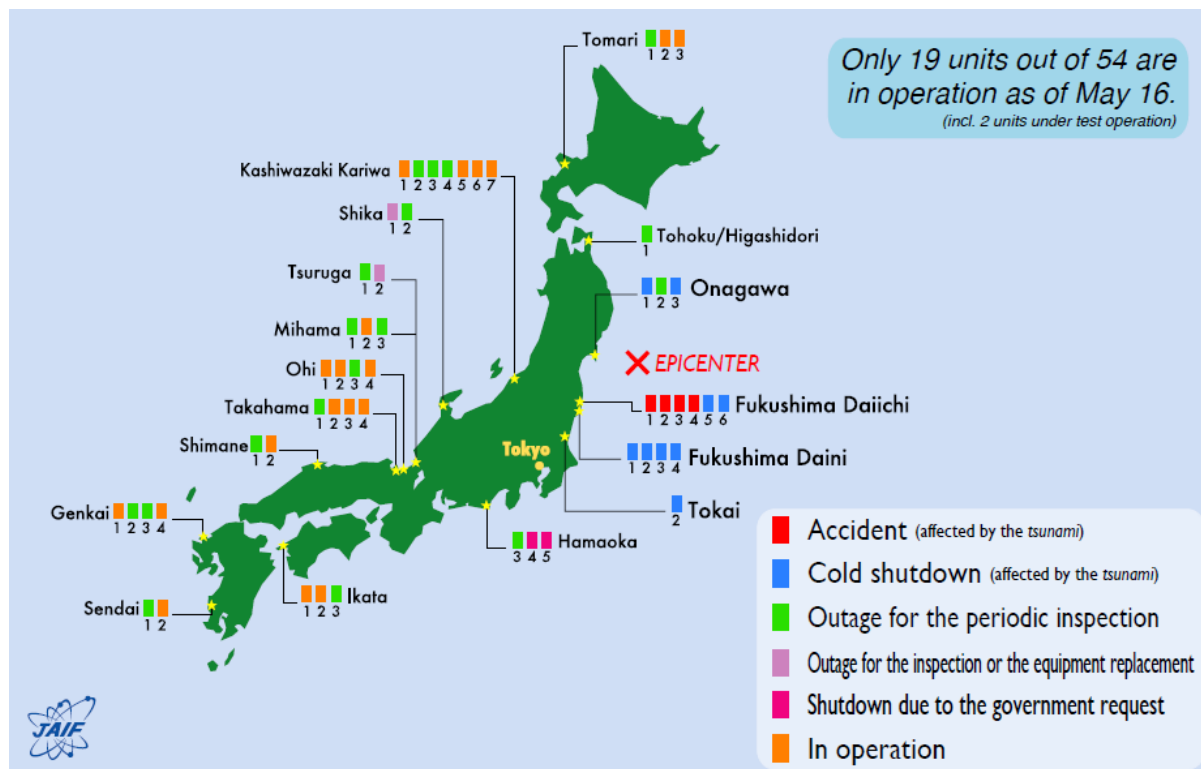 Tomari
1 2 3
Only 19 units out of 54 are
in operation as of May 16.
(incl. 2 units under test operation)
Kashiwazaki Kariwa
1 2 3 4 5 6 7
Shika
1 2
Tohoku/Higashidori
1
Tsuruga
1 2
Onagawa
1 2 3
Mihama
1 2 3
EPICENTER
Ohi
1 2 3 4
Takahama
1 2 3 4
Fukushima Daiichi
1 2 3 4 5 6
Shimane
1 2
Tokyo
Fukushima Daini
1 2 3 4
Genkai
1 2 3 4
Tokai
2
Hamaoka
3 4 5
Ikata
1 2 3
Sendai
1 2
Accident (affected by the tsunami)
Cold shutdown (affected by the tsunami)
Outage for the periodic inspection
Outage for the inspection or the equipment replacement
Shutdown due to the government request
In operation
JAIF